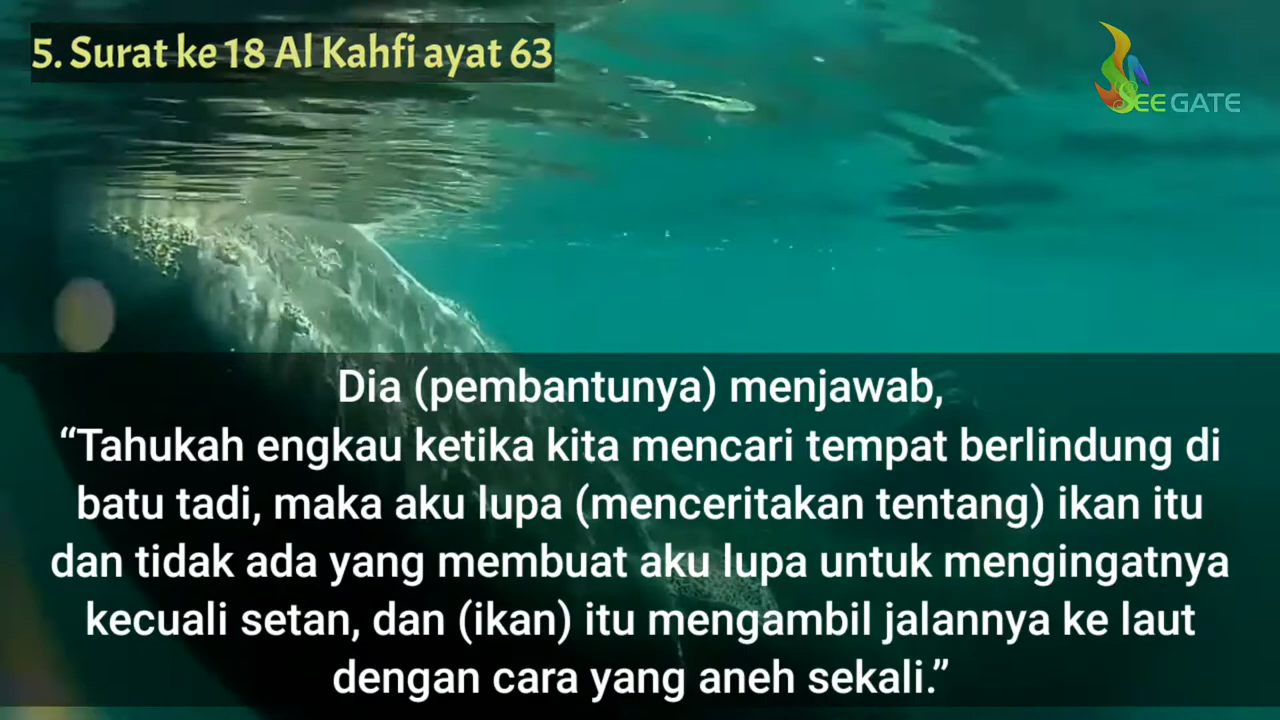 5. Surat ke 18 Al Kahfi ayat 63
SEE GATE
Dia (pembantunya) menjawab,
“Tahukah engkau ketika kita mencari tempat berlindung di
batu tadi, maka aku lupa (menceritakan tentang) ikan itu
dan tidak ada yang membuat aku lupa untuk mengingatnya
kecuali setan, dan (ikan) itu mengambil jalannya ke laut
dengan cara yang aneh sekali.”